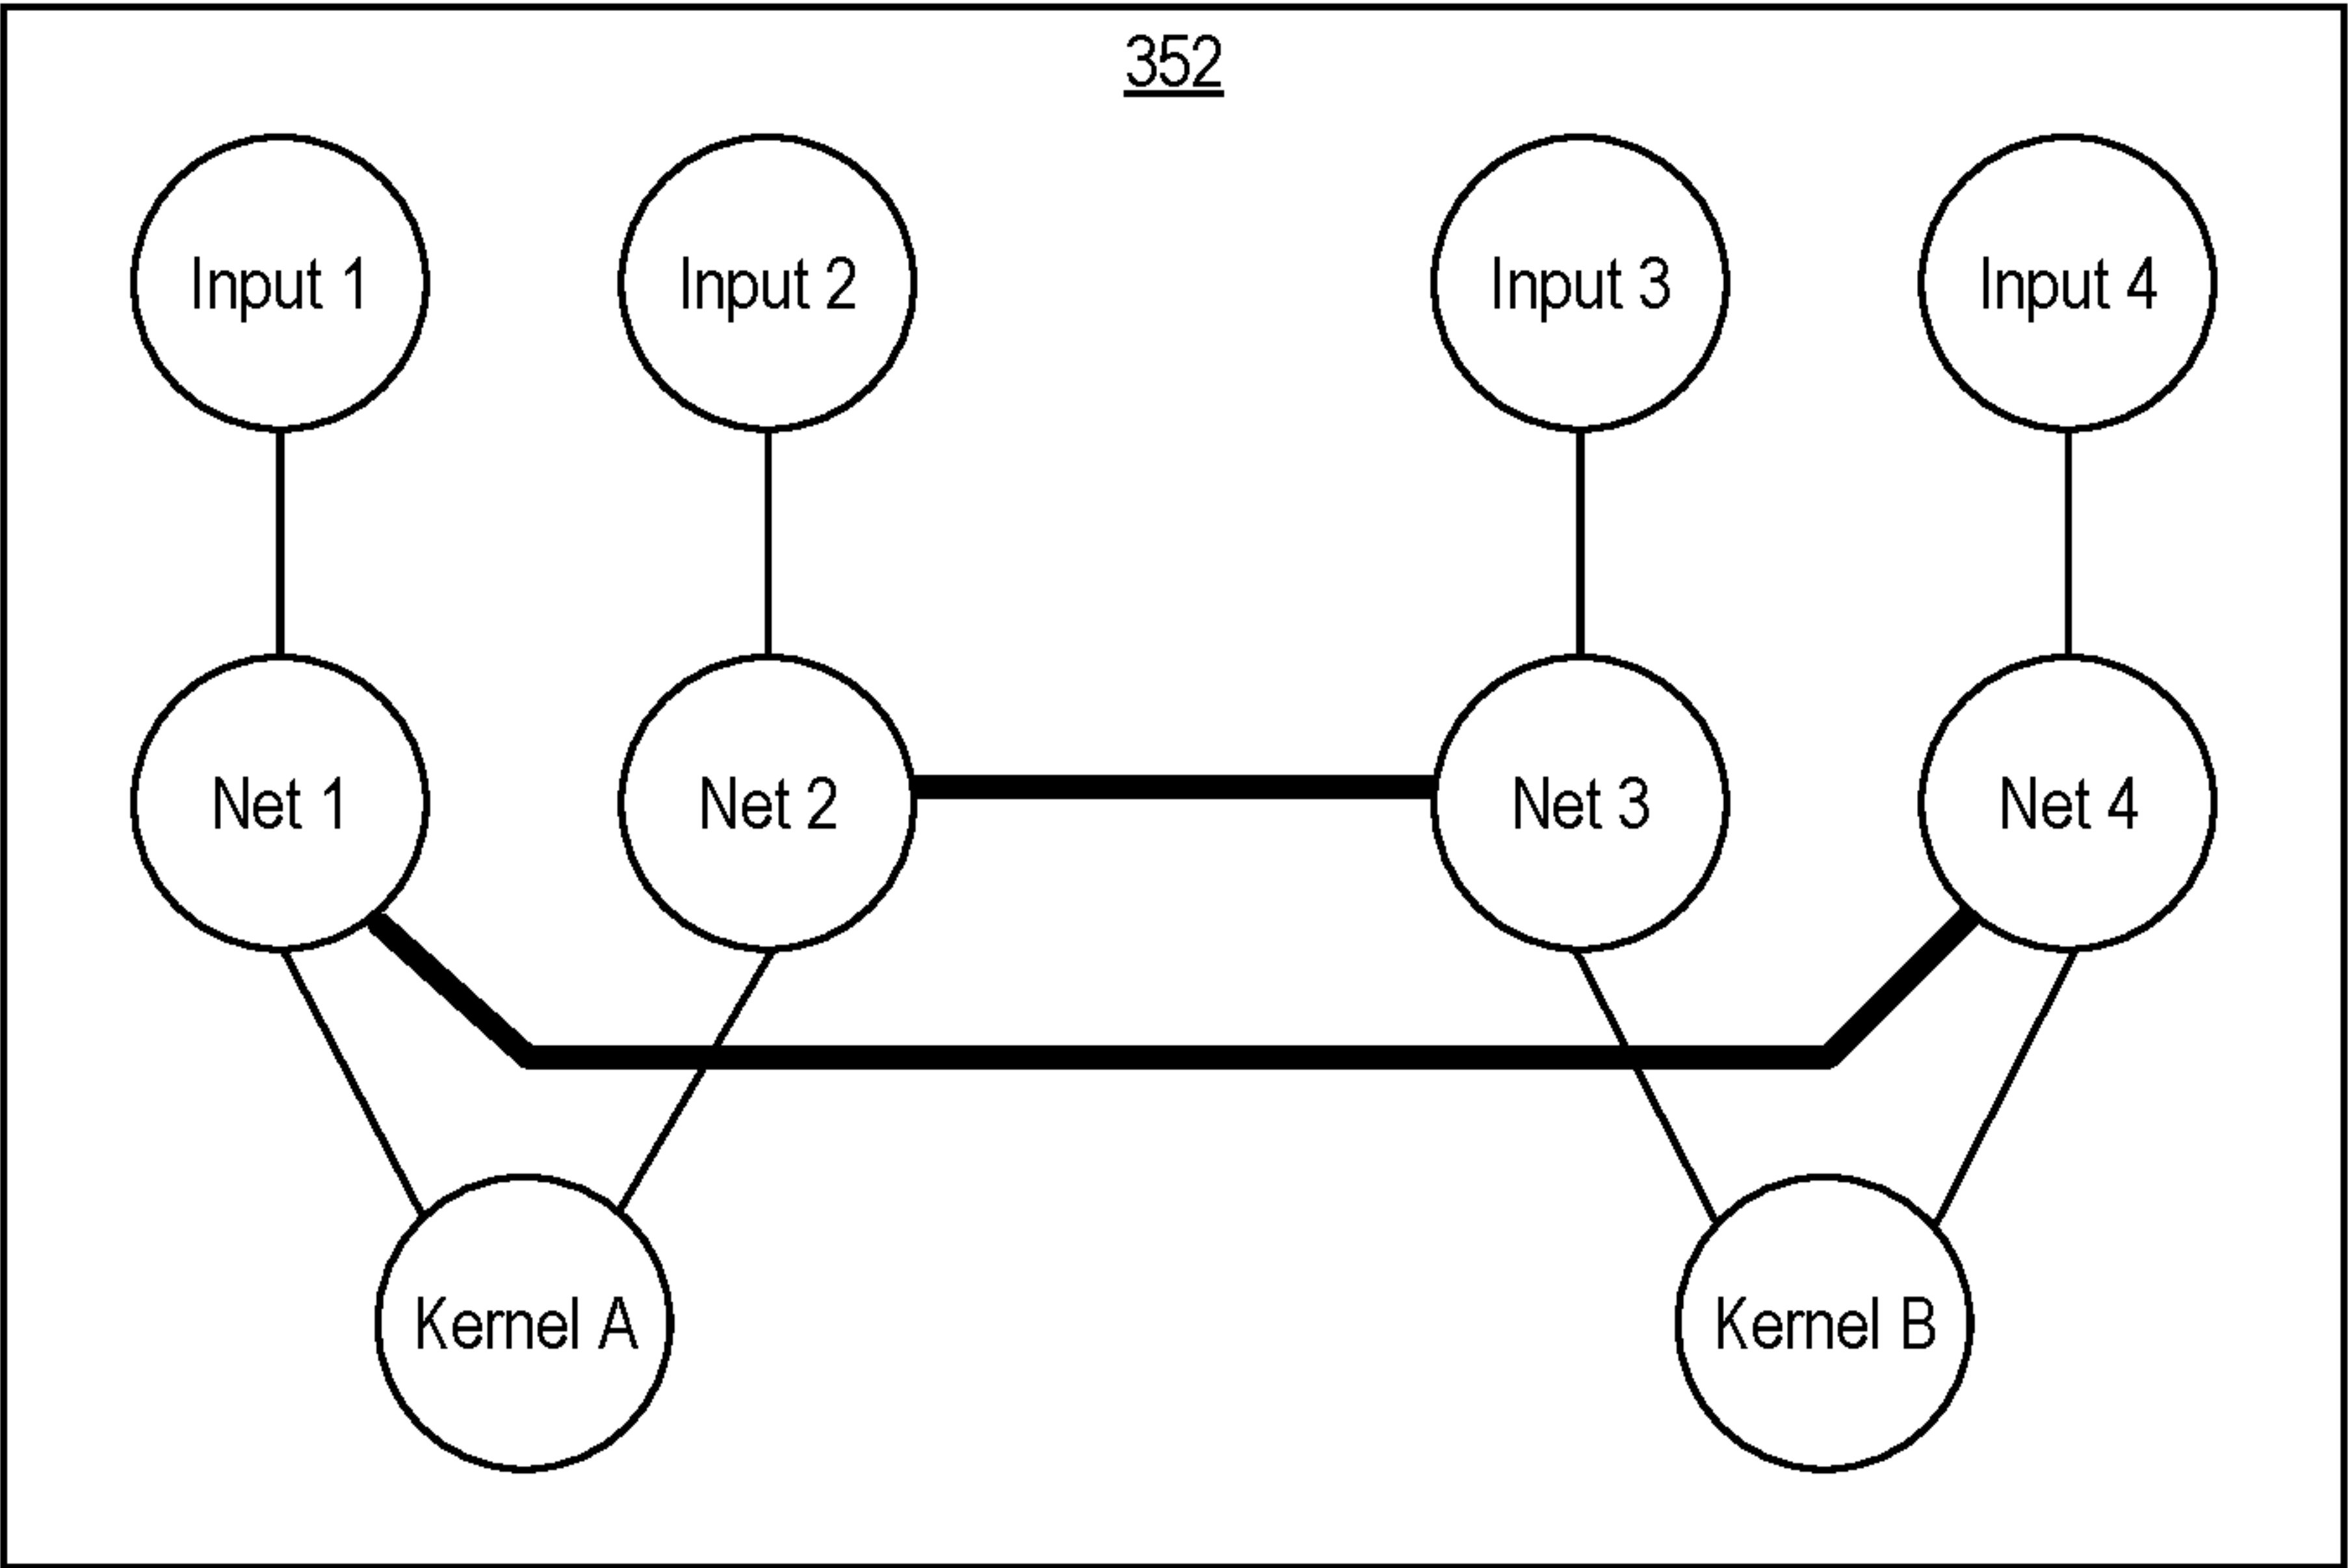 352
Input 1
Input 2
Input 3
Input 4
Net 1
Net 2
Net 3
Net 4
Kernel A
Kernel B